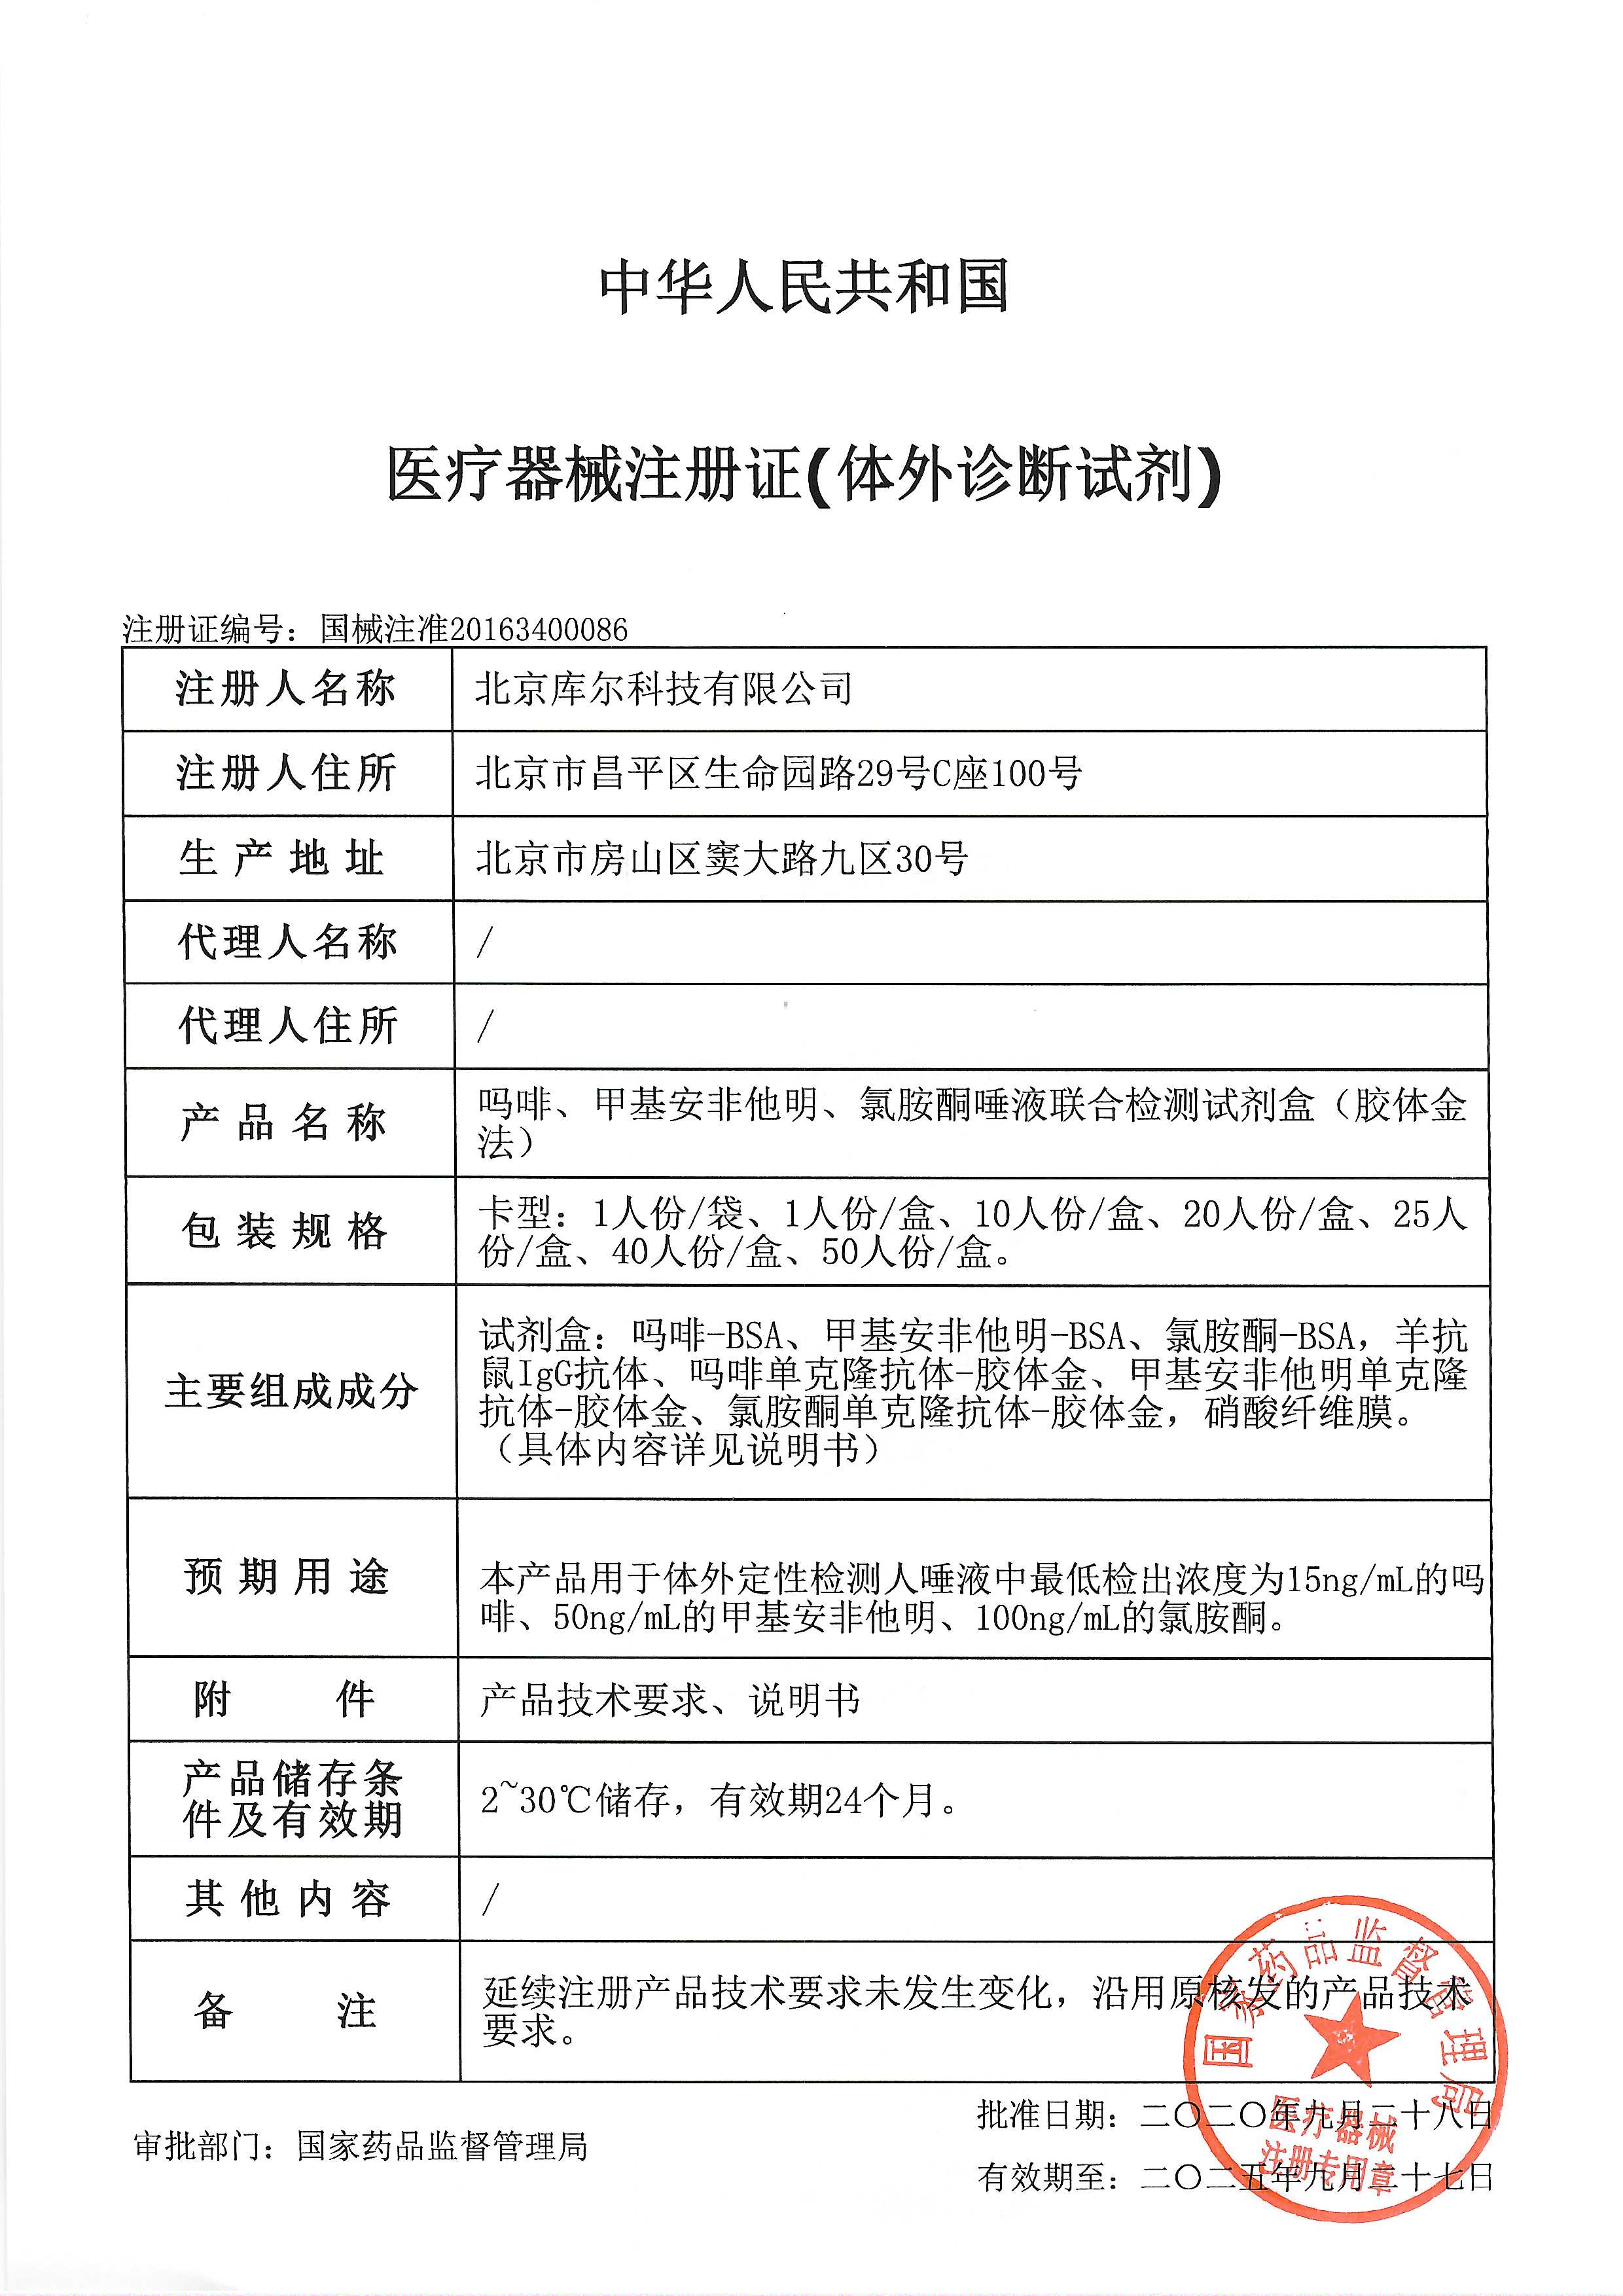 中华人民共和国
医疗器械注册证(体外诊断试剂)
注册证编号：国械注准20163400086
注册人名称 北京库尔科技有限公司
注册人住所 北京市昌平区生命园路29号C座100号
生产地址 北京市房山区窦大路九区30号
代理人名称 /
代理人住所 /
产品名称 吗啡、甲基安非他明、氯胺酮唾液联合检测试剂盒（胶体金
法）
包装规格 卡型：1人份/袋、1人份/盒、10人份/盒、20人份/盒、25人
份/盒、40人份/盒、50人份/盒。
主要组成成分 试剂盒：吗啡-BSA、甲基安非他明-BSA、氯胺酮-BSA，羊抗
鼠IgG抗体、吗啡单克隆抗体-胶体金、甲基安非他明单克隆
抗体-胶体金、氯胺酮单克隆抗体-胶体金，硝酸纤维膜。
（具体内容详见说明书）
预期用途 本产品用于体外定性检测人唾液中最低检出浓度为15ng/mL的吗
啡、50ng/mL的甲基安非他明、100ng/mL的氯胺酮。
附件 产品技术要求、说明书
产品储存条
件及有效期 2~30℃储存，有效期24个月。
其他内容 /
备注 延续注册产品技术要求未发生变化，沿用原核发的产品技术
要求。
审批部门：国家药品监督管理局
批准日期：二〇二〇年九月二十八日
有效期至：二〇二五年九月二十七日
国家药品监督管理局
医疗器械
注册专用章